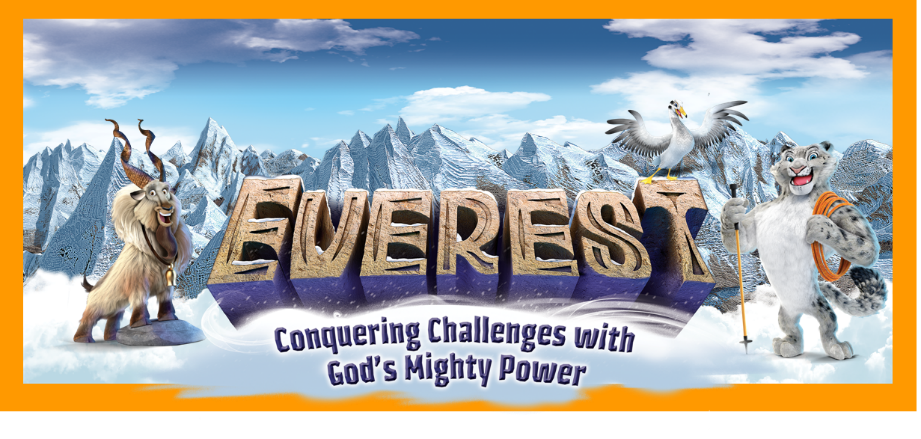 EVEREST
Conquering Challenges with
God's Mighty Power